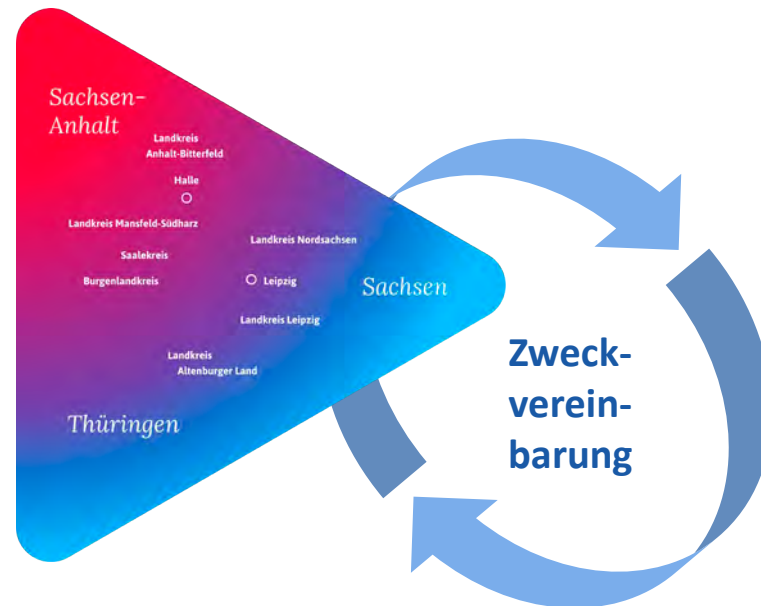 Sachsen-
Anhalt
Landkreis
Anhalt-Bitterfeld
Halle
Landkreis Mansfeld-Südharz
Landkreis Nordsachsen
Saalekreis
Burgenlandkreis
Leipzig
Sachsen
Landkreis Leipzig
Landkreis
Altenburger Land
Thüringen
Zweck-
verein-
barung